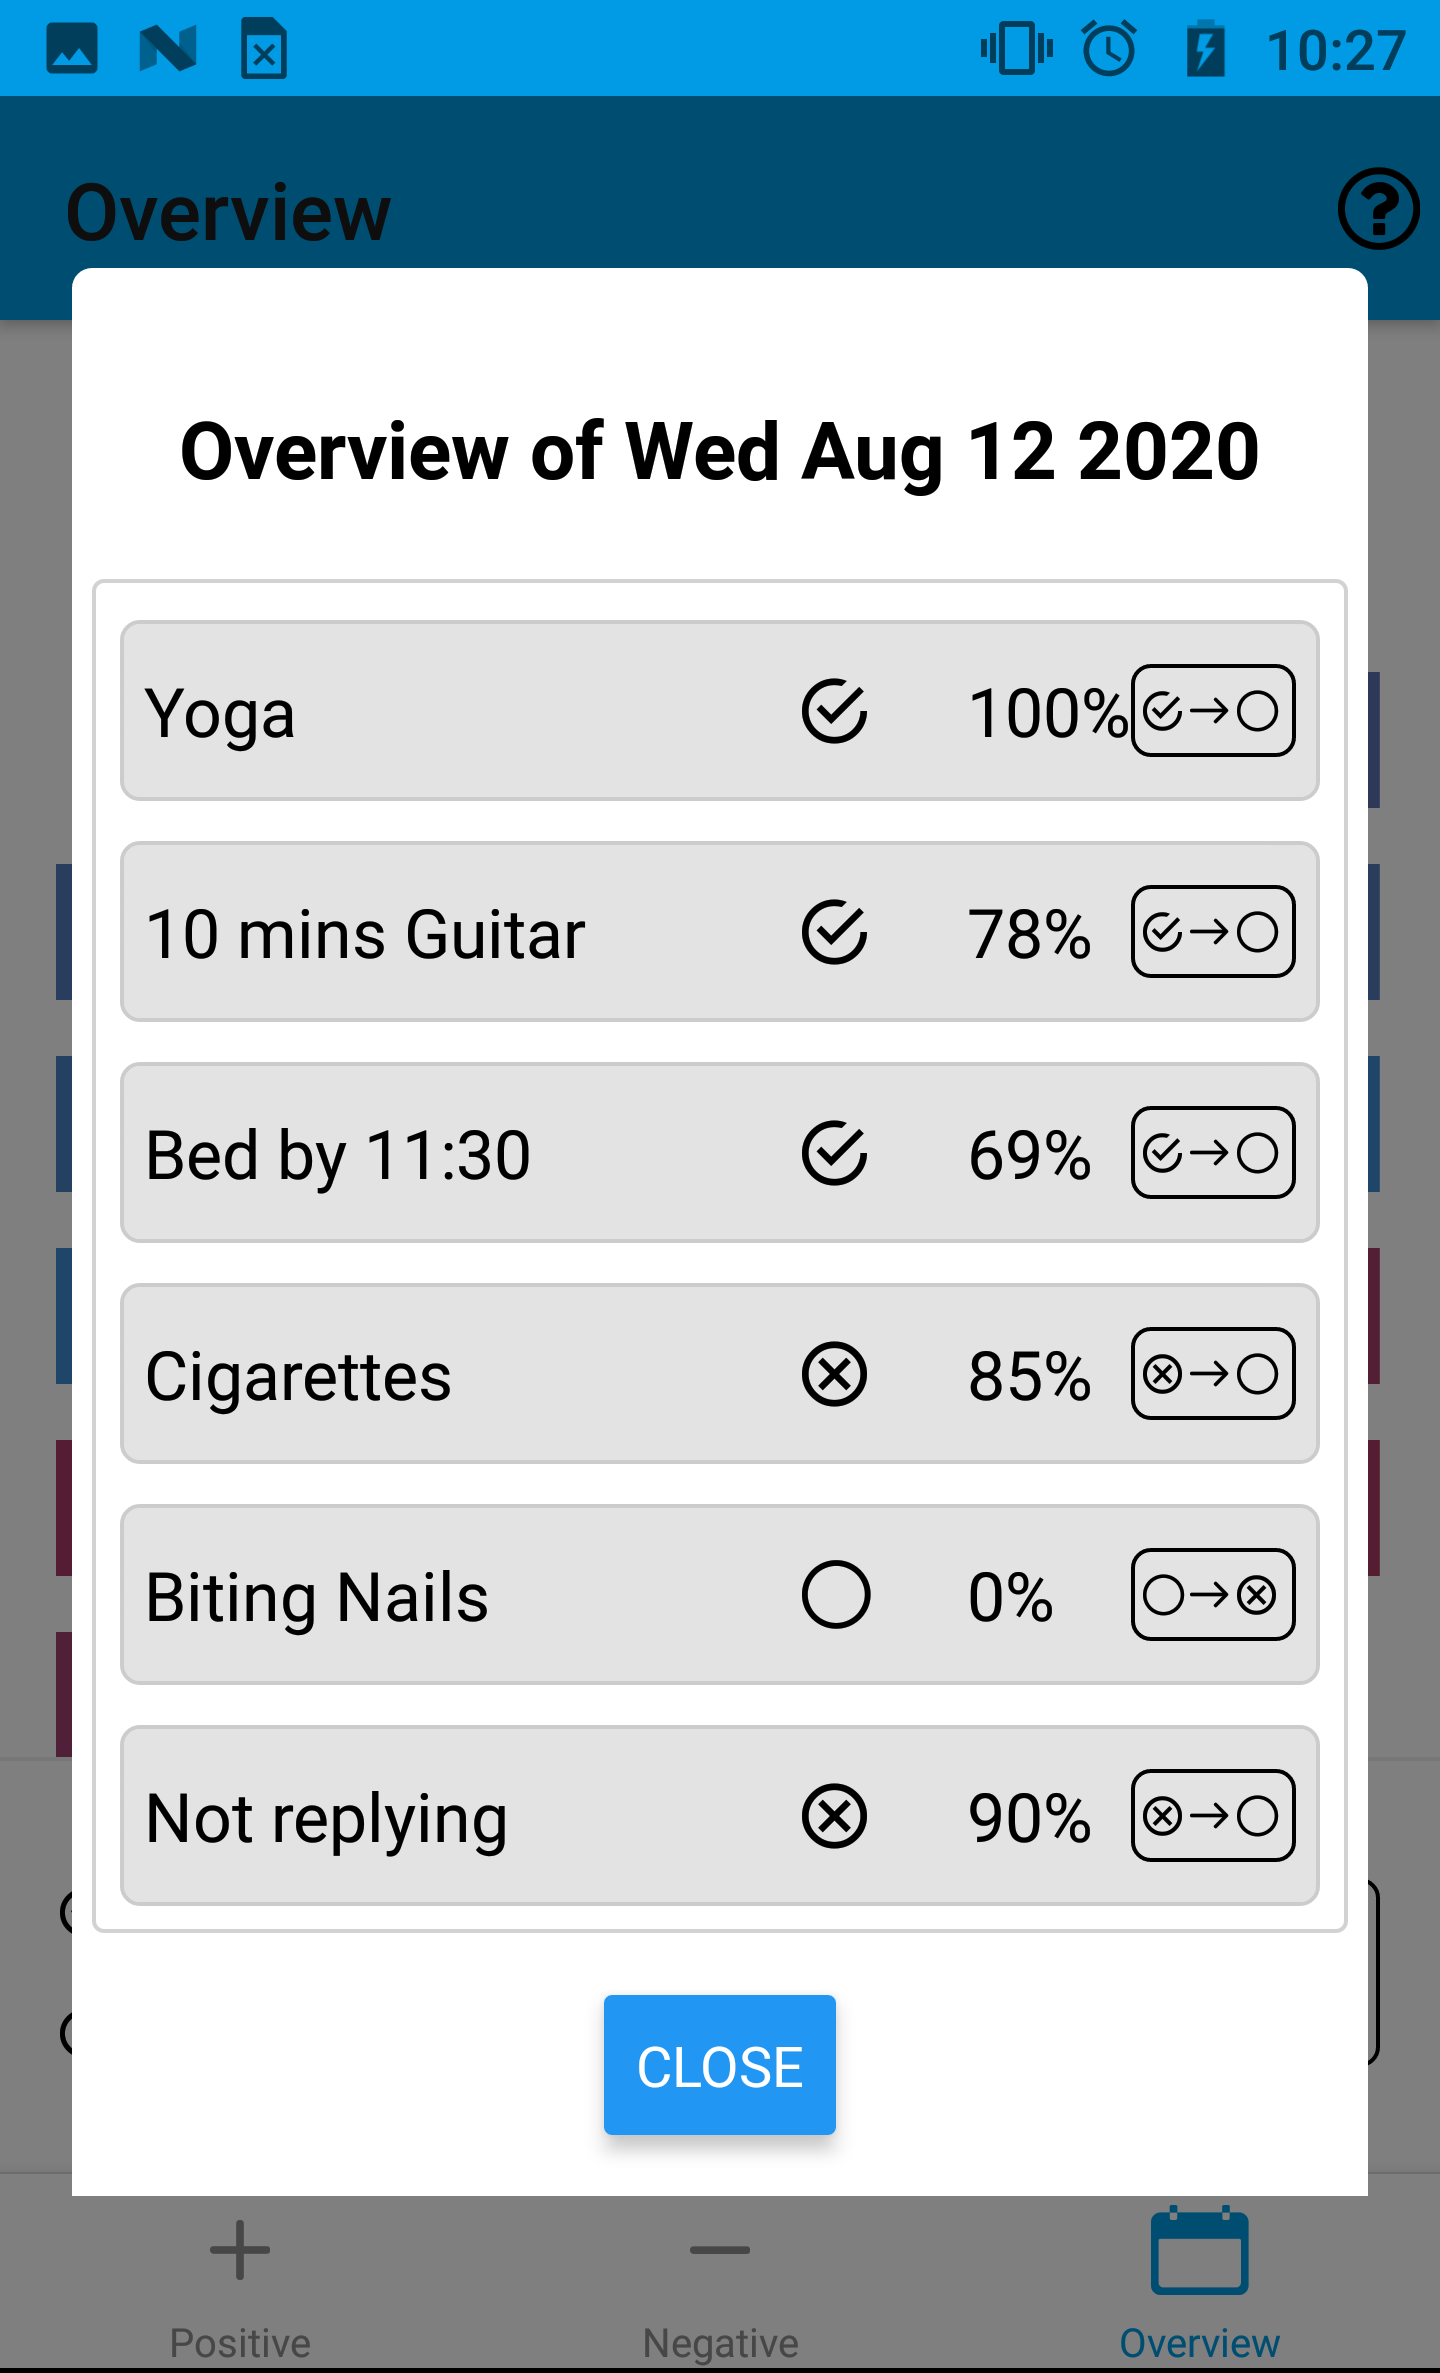 10:27
Overview
Overview of Wed Aug 12 2020
Yoga 100%
10 mins Guitar 78%
Bed by 11:30 69%
Cigarettes 85%
Biting Nails 0%
Not replying 90%
CLOSE
Positive Negative Overview